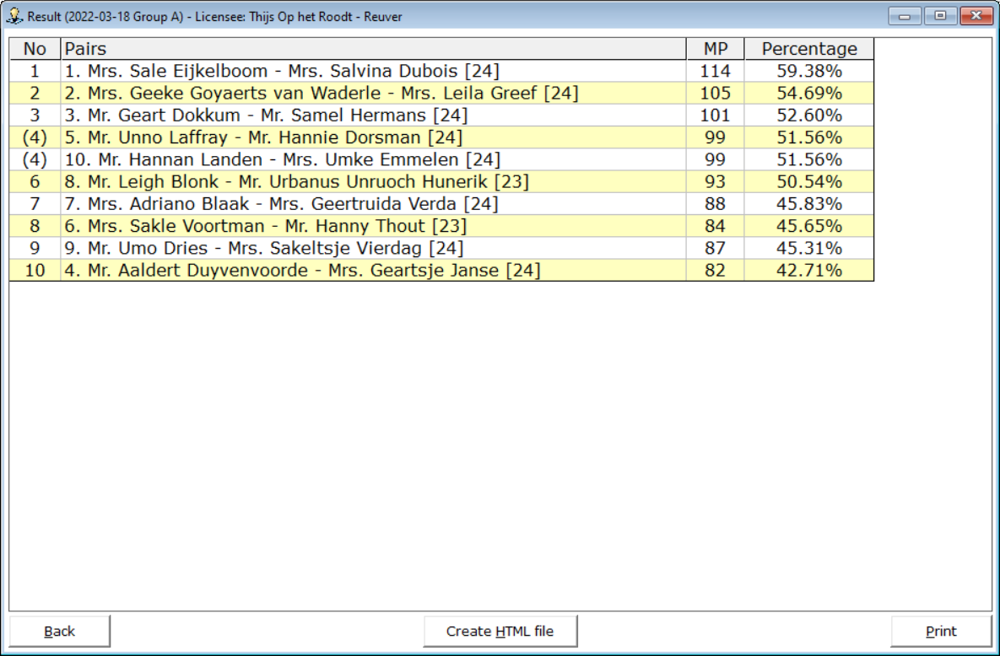 Result (2022-03-18 Group A) - Licensee: Thijs Op het Roodt - Reuver
No Pairs MP Percentage
1 1. Mrs. Sale Eijkelboom - Mrs. Salvina Dubois [24] 114 59.38%
2 2. Mrs. Geeke Goyaerts van Waderle - Mrs. Leila Greef [24] 105 54.69%
3 3. Mr. Geart Dokkum - Mr. Samel Hermans [24] 101 52.60%
(4) 5. Mr. Unno Laffray - Mr. Hannie Dorsman [24] 99 51.56%
(4) 10. Mr. Hannan Landen - Mrs. Umke Emmelen [24] 99 51.56%
6 8. Mr. Leigh Blonk - Mr. Urbanus Unruoch Hunerik [23] 93 50.54%
7 7. Mrs. Adriano Blaak - Mrs. Geertruida Verda [24] 88 45.83%
8 6. Mrs. Sakle Voortman - Mr. Hanny Thout [23] 84 45.65%
9 9. Mr. Umo Dries - Mrs. Sakeltsje Vierdag [24] 87 45.31%
10 4. Mr. Aaldert Duyvenvoorde - Mrs. Geartsje Janse [24] 82 42.71%
Back Create HTML file Print